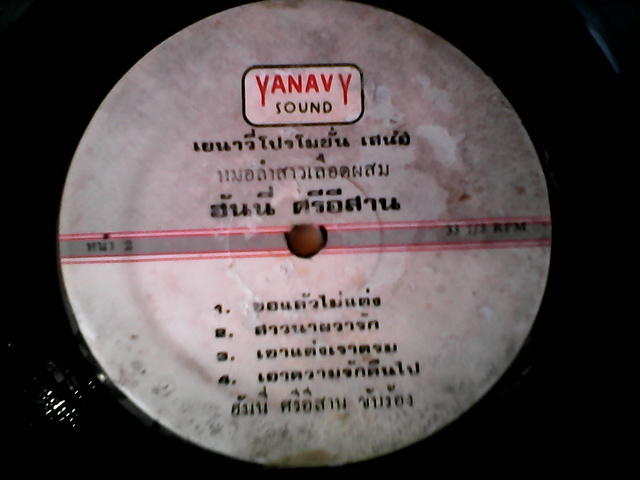 YANAVY
SOUND
เยนาวี่โปรโมชั่น เสนอ
หมอลำสาวเลือดผสม
ฮันนี่ ศรีอีสาน
หน้า 2
33 1/3 RPM
1. ขอแล้วไม่แต่ง
2. สาวนาผวารัก
3. เขาแต่งเราตรม
4. เอาความรักคืนไป
ฮันนี่ ศรีอีสาน ขับร้อง